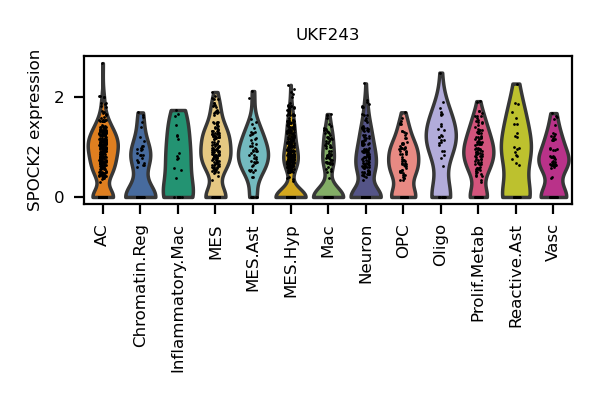 UKF243
SPOCK2 expression
2
0
AC
Chromatin.Reg
Inflammatory.Mac
MES
MES.Ast
MES.Hyp
Mac
Neuron
OPC
Oligo
Prolif.Metab
Reactive.Ast
Vasc